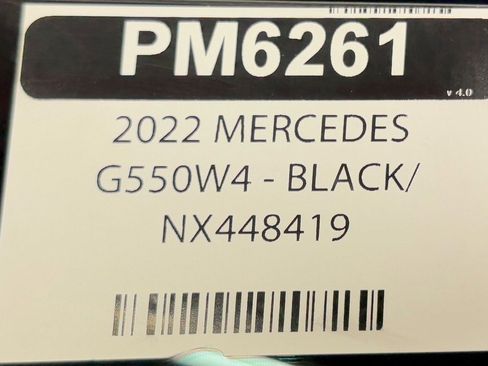 PM6261
v 4.0
2022 MERCEDES
G550W4 - BLACK/
NX448419